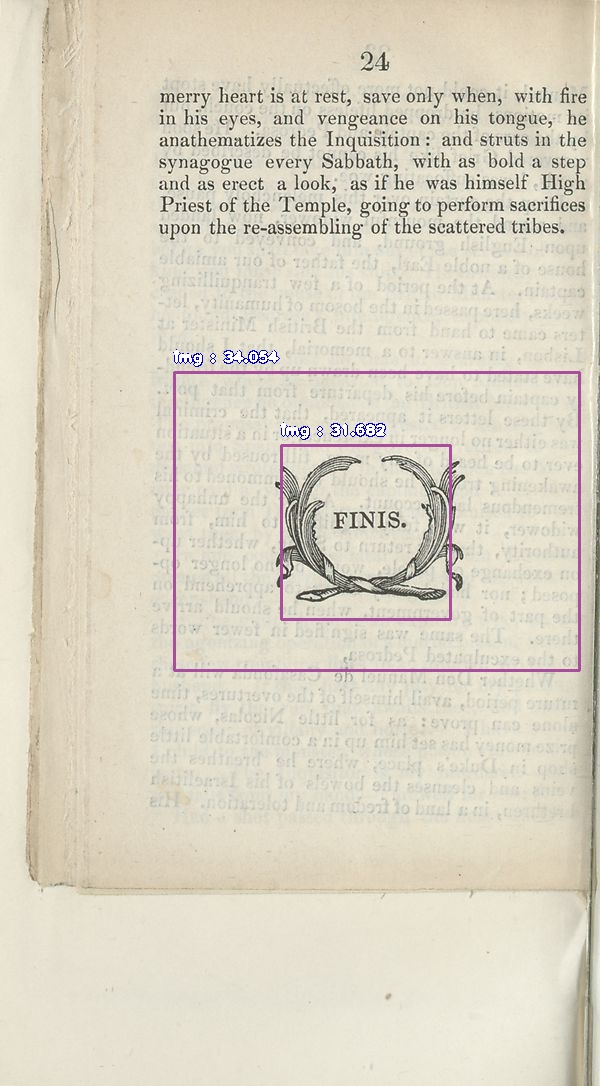 24
merry heart is at rest, save only when, with fire
in his eyes, and vengeance on his tongue, he
anathematizes the Inquisition: and struts in the
synagogue every Sabbath, with as bold a step
and as erect a look, as if he was himself High
Priest of the Temple, going to perform sacrifices
upon the re-assembling of the scattered tribes.
img : 34.054
img : 31.682
FINIS.